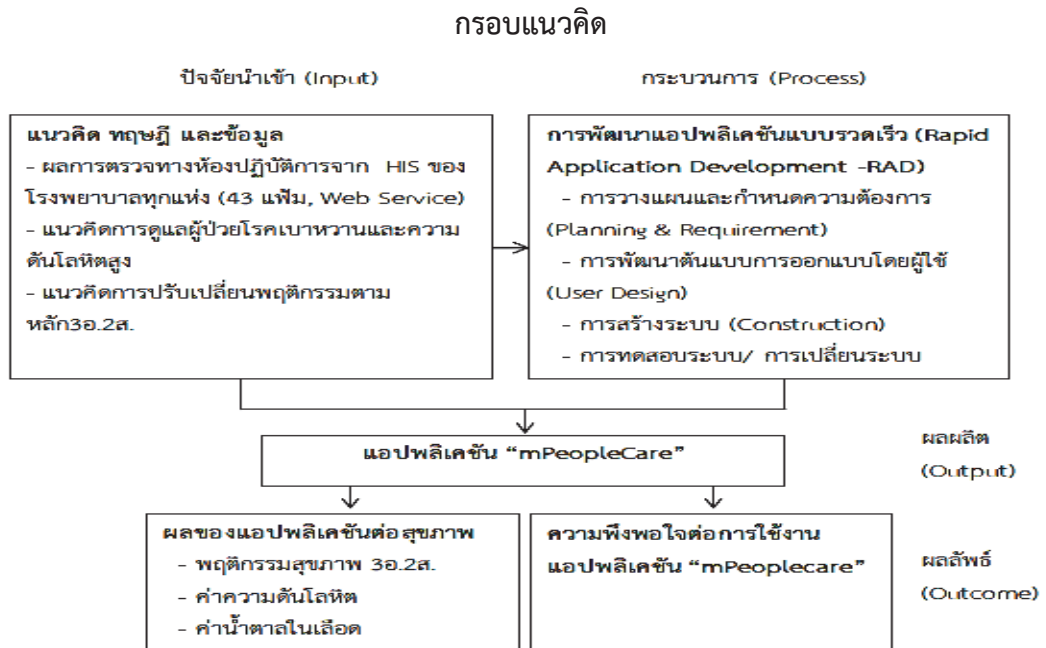 กรอบแนวคิด
ปัจจัยนำเข้า (Input)
กระบวนการ (Process)
แนวคิด ทฤษฎี และข้อมูล
- ผลการตรวจทางห้องปฏิบัติการจาก HIS ของ
โรงพยาบาลทุกแห่ง (43 แฟ้ม, Web Service)
- แนวคิดการดูแลผู้ป่วยโรคเบาหวานและความ
ดันโลหิตสูง
- แนวคิดการปรับเปลี่ยนพฤติกรรมตาม
หลัก3อ.2ส.
การพัฒนาแอปพลิเคชันแบบรวดเร็ว (Rapid
Application Development -RAD)
- การวางแผนและกำหนดความต้องการ
(Planning & Requirement)
- การพัฒนาต้นแบบการออกแบบโดยผู้ใช้
(User Design)
- การสร้างระบบ (Construction)
- การทดสอบระบบ/ การเปลี่ยนระบบ
แอปพลิเคชัน “mPeopleCare”
ผลผลิต
(Output)
ผลของแอปพลิเคชันต่อสุขภาพ
- พฤติกรรมสุขภาพ 3อ.2ส.
- ค่าความดันโลหิต
- ค่าน้ำตาลในเลือด
ความพึงพอใจต่อการใช้งาน
แอปพลิเคชัน “mPeoplecare”
ผลลัพธ์
(Outcome)